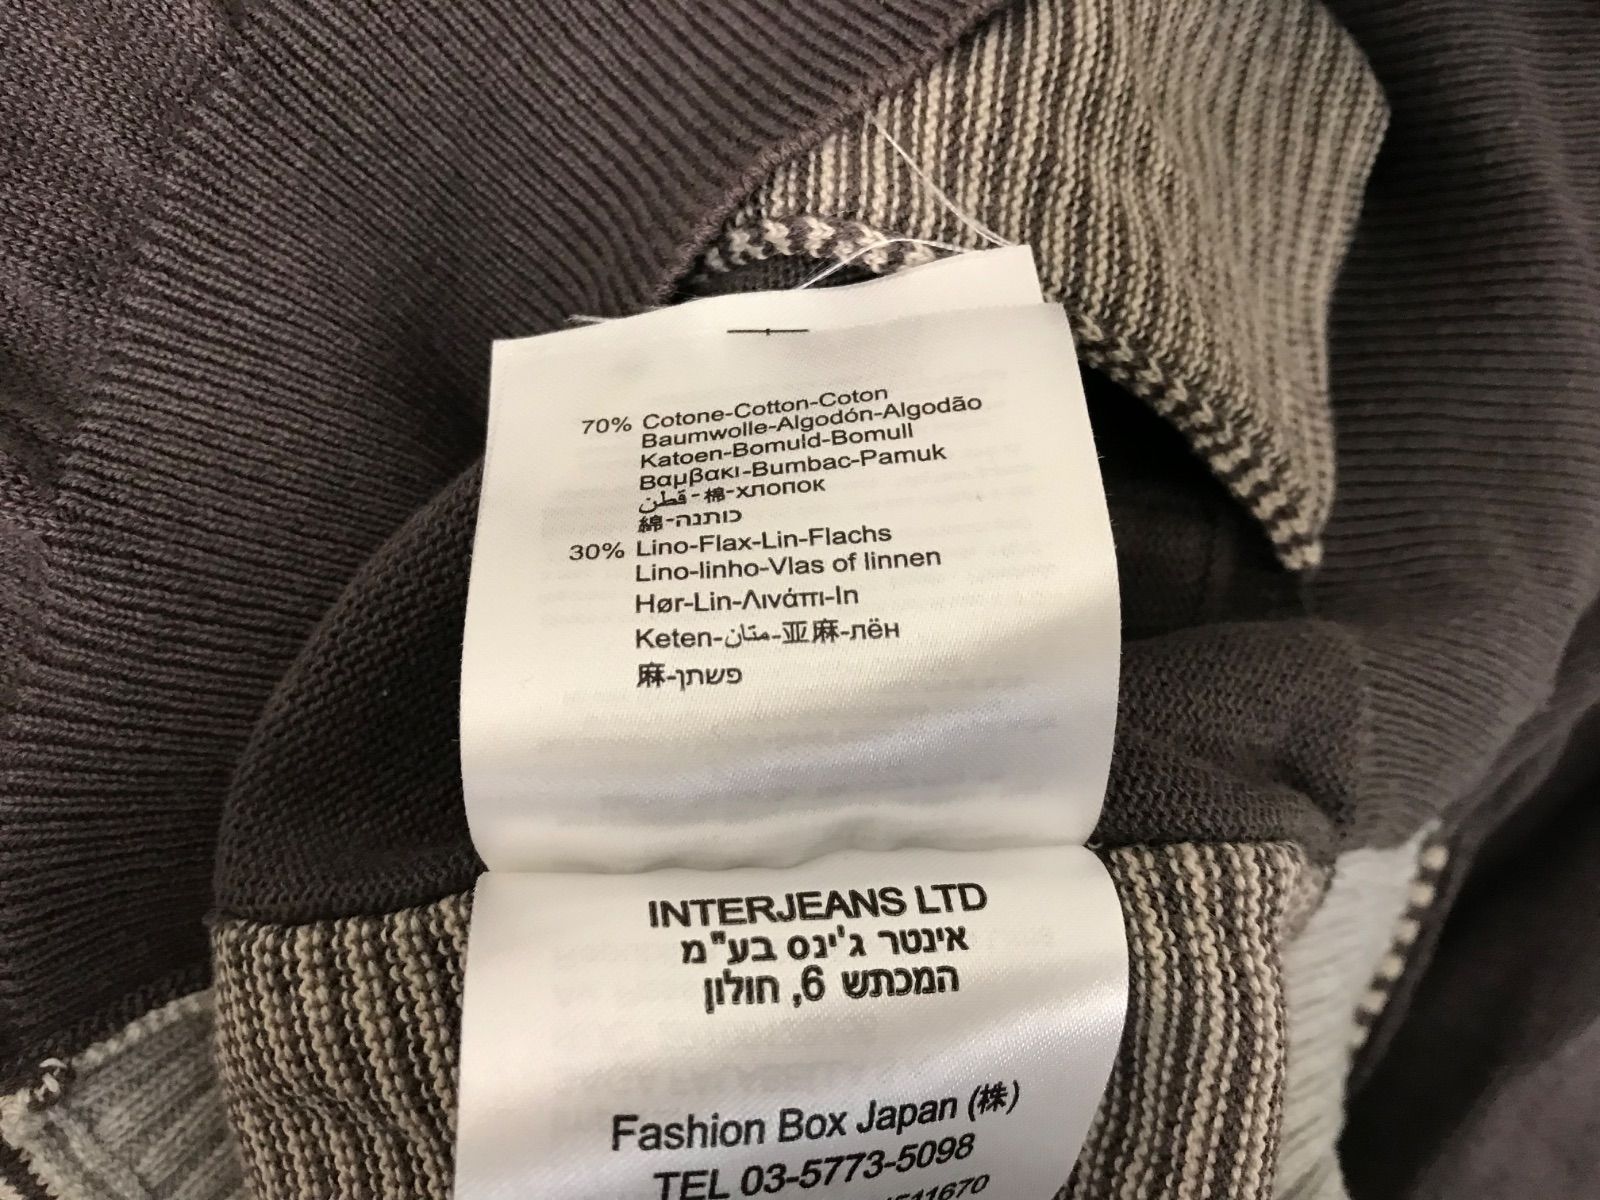 70% Cotone-Cotton-Coton
Baumwolle-Algodón-Algodão
Katoen-Bomuld-Bomull
Βαμβακι-Bumbac-Pamuk
قطن-棉-хлопок
綿-כותנה
30% Lino-Flax-Lin-Flachs
Lino-linho-Vlas of linnen
Hør-Lin-Λινάτπι-In
Keten-متان-亚麻-лён
麻-פשתן
INTERJEANS LTD
אינטר ג'ינס בע"מ
המכתש 6, חולון
Fashion Box Japan (株)
TEL 03-5773-5098